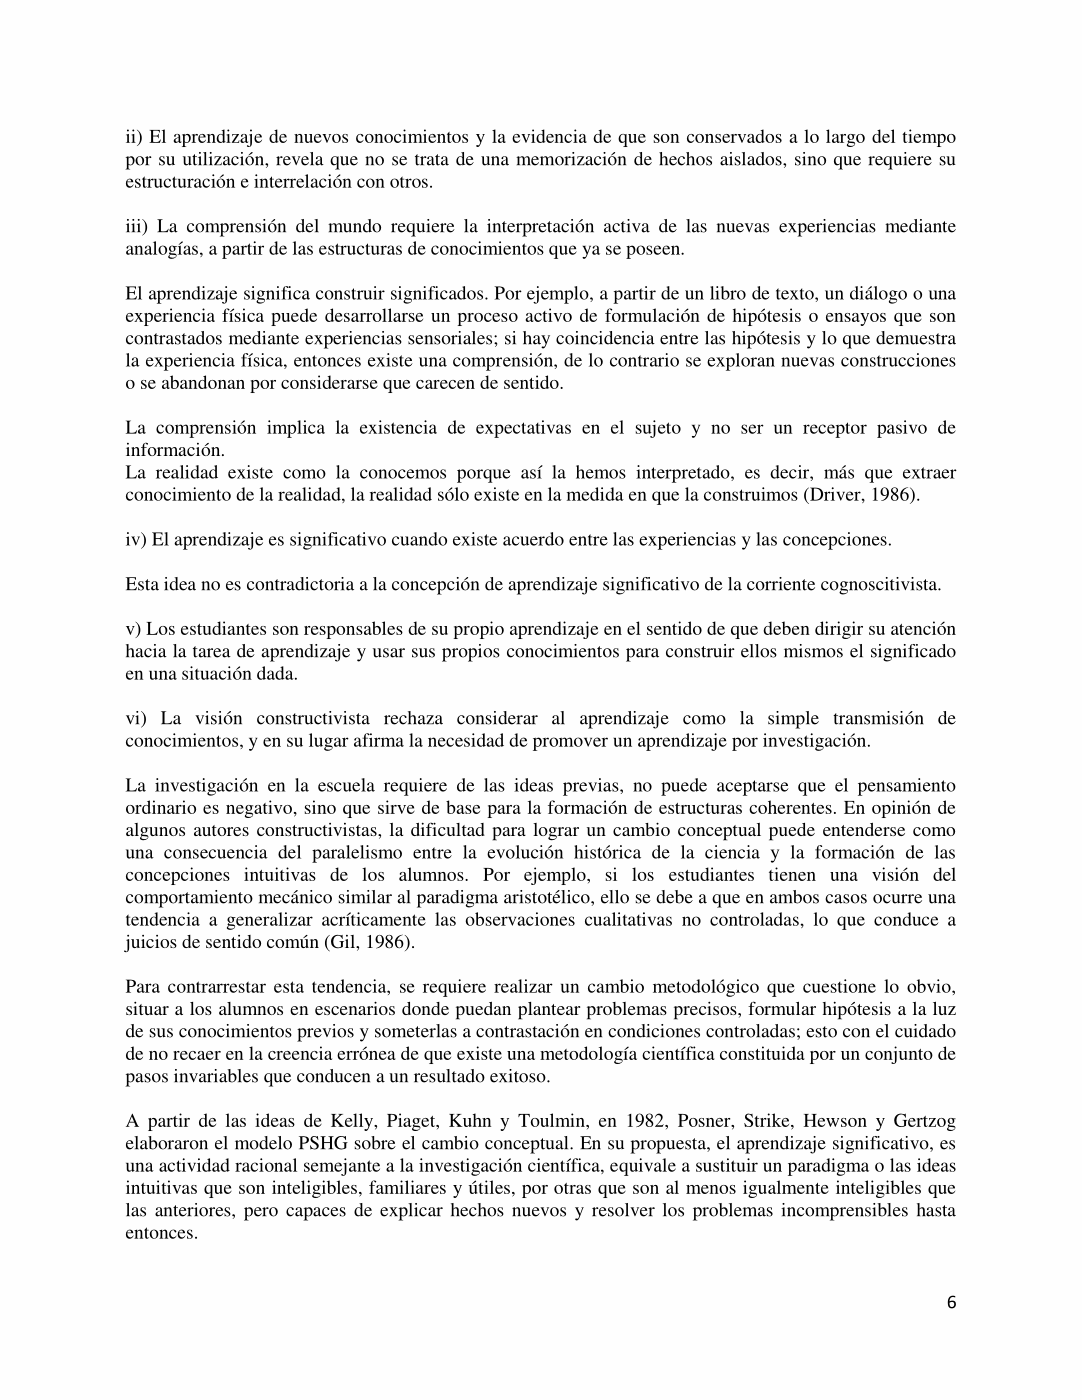 ii) El aprendizaje de nuevos conocimientos y la evidencia de que son conservados a lo largo del tiempo
por su utilización, revela que no se trata de una memorización de hechos aislados, sino que requiere su
estructuración e interrelación con otros.
iii) La comprensión del mundo requiere la interpretación activa de las nuevas experiencias mediante
analogías, a partir de las estructuras de conocimientos que ya se poseen.
El aprendizaje significa construir significados. Por ejemplo, a partir de un libro de texto, un diálogo o una
experiencia física puede desarrollarse un proceso activo de formulación de hipótesis o ensayos que son
contrastados mediante experiencias sensoriales; si hay coincidencia entre las hipótesis y lo que demuestra
la experiencia física, entonces existe una comprensión, de lo contrario se exploran nuevas construcciones
o se abandonan por considerarse que carecen de sentido.
La comprensión implica la existencia de expectativas en el sujeto y no ser un receptor pasivo de
información.
La realidad existe como la conocemos porque así la hemos interpretado, es decir, más que extraer
conocimiento de la realidad, la realidad sólo existe en la medida en que la construimos (Driver, 1986).
iv) El aprendizaje es significativo cuando existe acuerdo entre las experiencias y las concepciones.
Esta idea no es contradictoria a la concepción de aprendizaje significativo de la corriente cognoscitivista.
v) Los estudiantes son responsables de su propio aprendizaje en el sentido de que deben dirigir su atención
hacia la tarea de aprendizaje y usar sus propios conocimientos para construir ellos mismos el significado
en una situación dada.
vi) La visión constructivista rechaza considerar al aprendizaje como la simple transmisión de
conocimientos, y en su lugar afirma la necesidad de promover un aprendizaje por investigación.
La investigación en la escuela requiere de las ideas previas, no puede aceptarse que el pensamiento
ordinario es negativo, sino que sirve de base para la formación de estructuras coherentes. En opinión de
algunos autores constructivistas, la dificultad para lograr un cambio conceptual puede entenderse como
una consecuencia del paralelismo entre la evolución histórica de la ciencia y la formación de las
concepciones intuitivas de los alumnos. Por ejemplo, si los estudiantes tienen una visión del
comportamiento mecánico similar al paradigma aristotélico, ello se debe a que en ambos casos ocurre una
tendencia a generalizar acríticamente las observaciones cualitativas no controladas, lo que conduce a
juicios de sentido común (Gil, 1986).
Para contrarrestar esta tendencia, se requiere realizar un cambio metodológico que cuestione lo obvio,
situar a los alumnos en escenarios donde puedan plantear problemas precisos, formular hipótesis a la luz
de sus conocimientos previos y someterlas a contrastación en condiciones controladas; esto con el cuidado
de no recaer en la creencia errónea de que existe una metodología científica constituida por un conjunto de
pasos invariables que conducen a un resultado exitoso.
A partir de las ideas de Kelly, Piaget, Kuhn y Toulmin, en 1982, Posner, Strike, Hewson y Gertzog
elaboraron el modelo PSHG sobre el cambio conceptual. En su propuesta, el aprendizaje significativo, es
una actividad racional semejante a la investigación científica, equivale a sustituir un paradigma o las ideas
intuitivas que son inteligibles, familiares y útiles, por otras que son al menos igualmente inteligibles que
las anteriores, pero capaces de explicar hechos nuevos y resolver los problemas incomprensibles hasta
entonces.
6